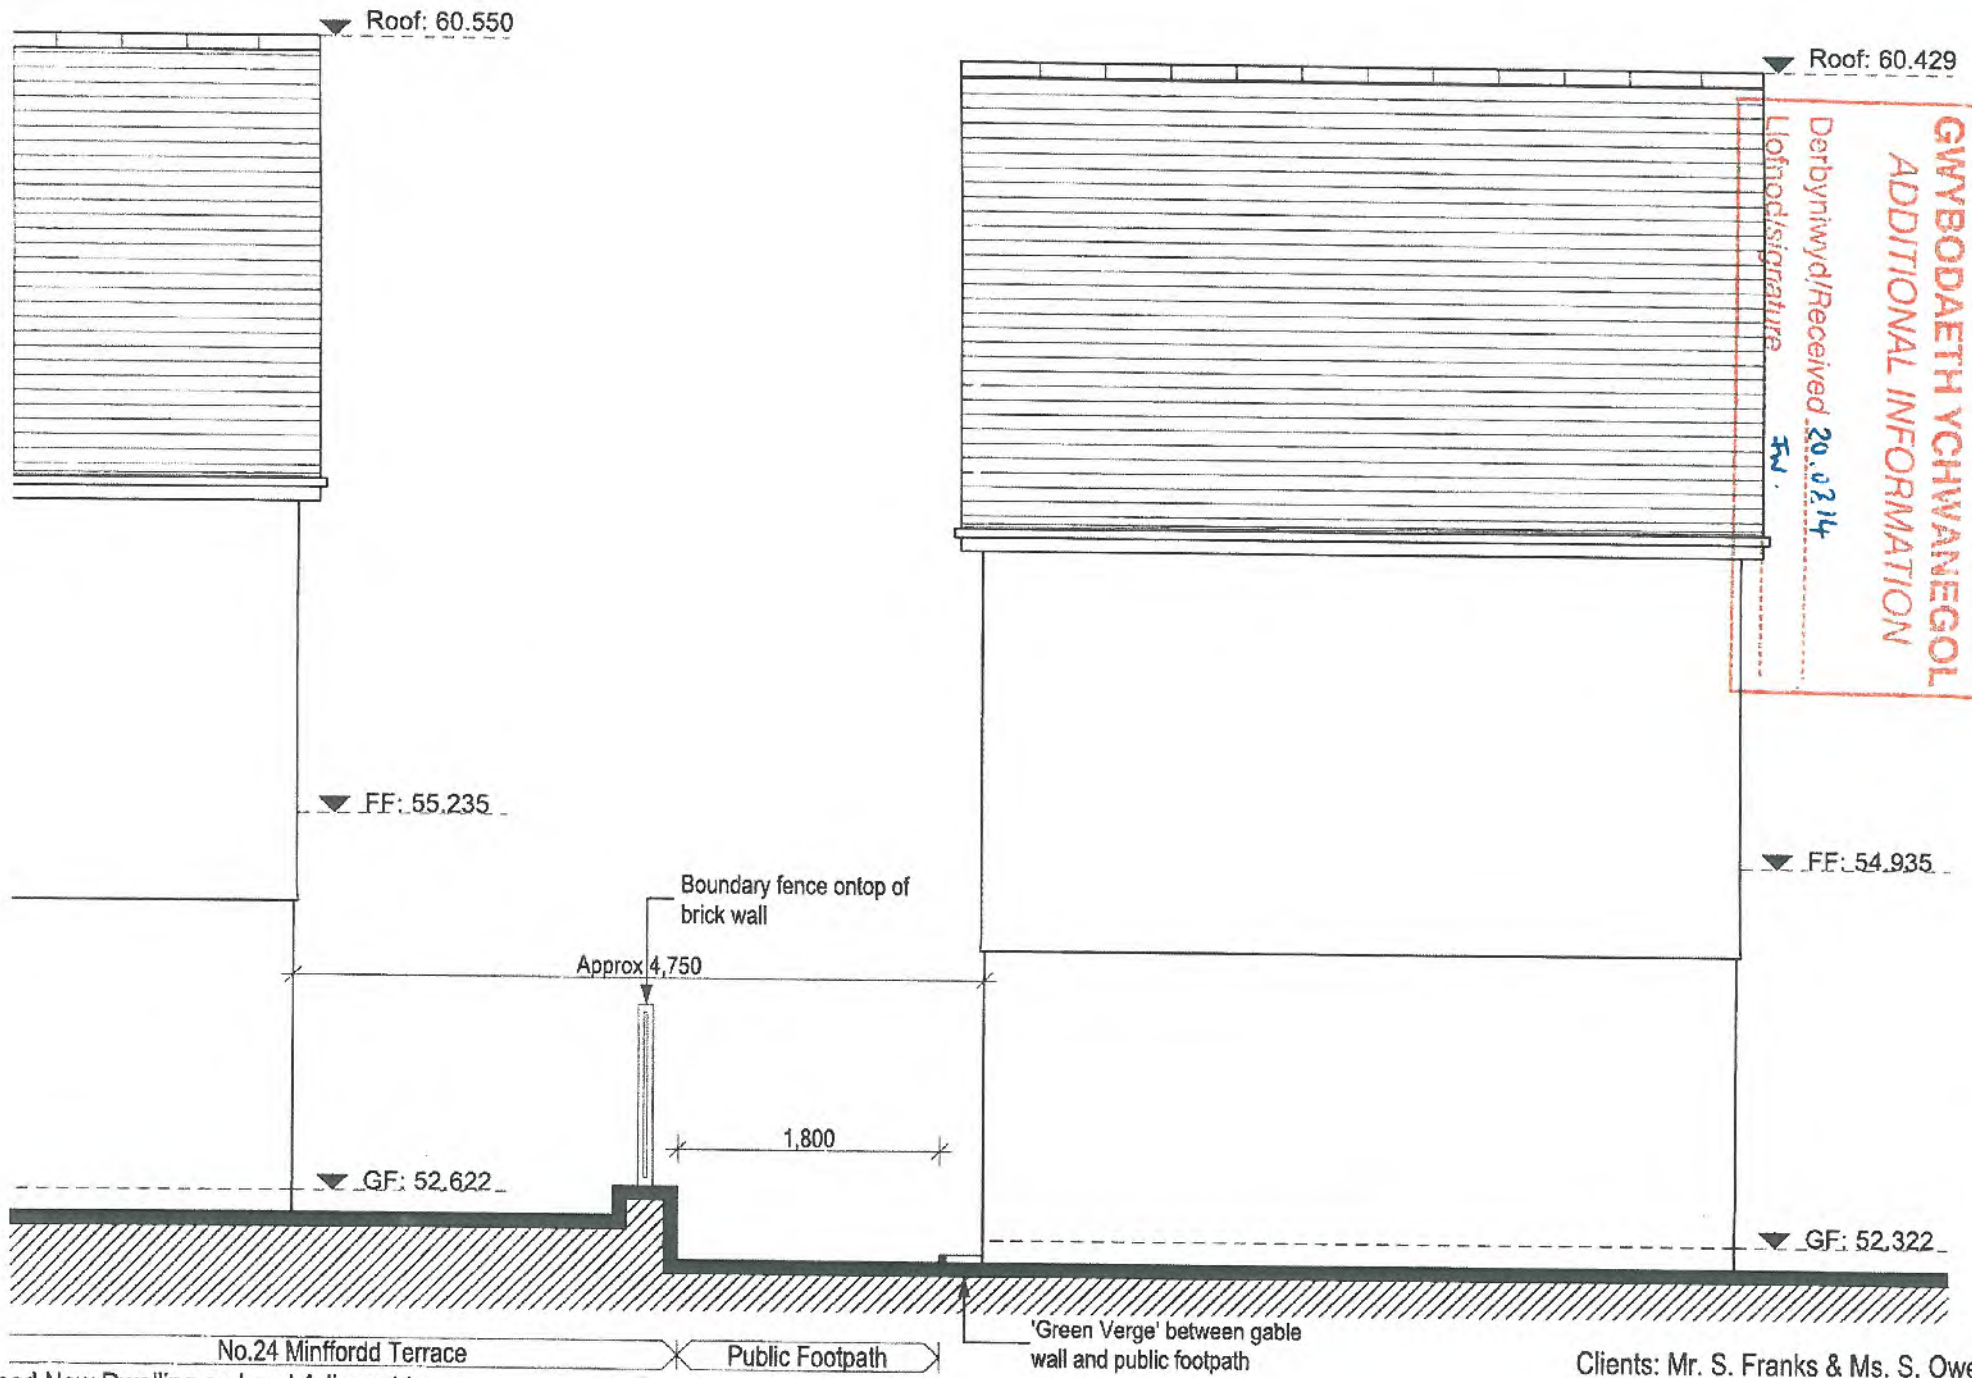 Roof: 60.550
Roof: 60.429
GWYBODAETH YCHWANEGOL
ADDITIONAL INFORMATION
Derbyniwyd/Received 20.03.14
Llofnod/signature
FF: 55.235
FF: 54.935
Boundary fence ontop of
brick wall
Approx 4,750
1,800
GF: 52.622
GF: 52.322
No.24 Minffordd Terrace
Public Footpath
'Green Verge' between gable
wall and public footpath
New Dwelling
Clients: Mr. S. Franks & Ms. S.